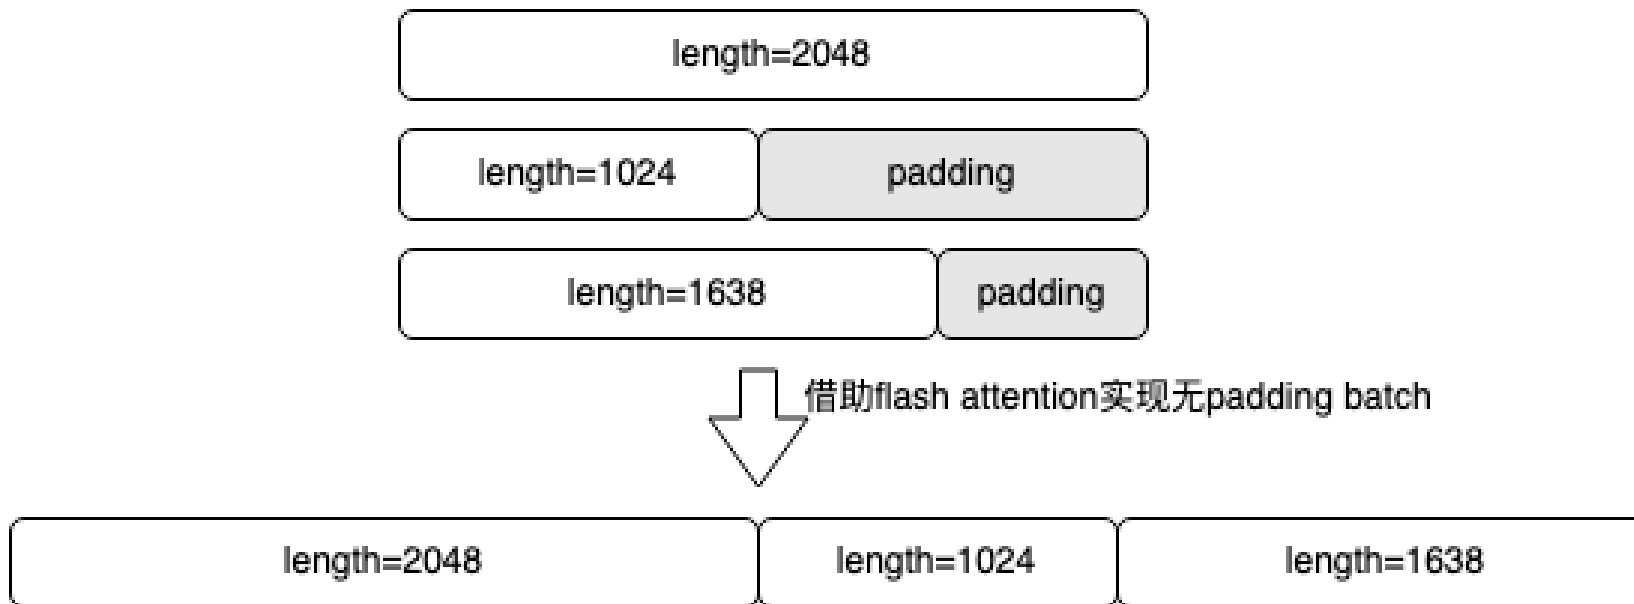 length=2048
length=1024 padding
length=1638 padding
借助flash attention实现无padding batch
length=2048 length=1024 length=1638